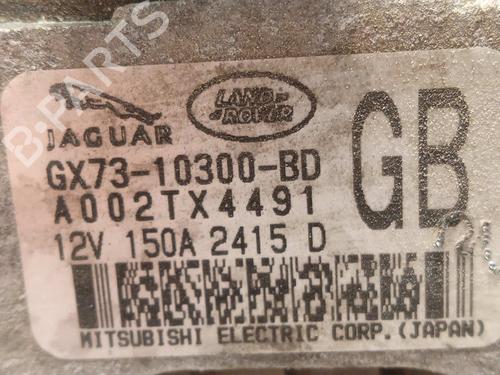 JAGUAR
LAND ROVER
GX73-10300-BD
A002TX4491
12V 150A 2415 D
GB
MITSUBISHI ELECTRIC CORP.(JAPAN)
B-PARTS